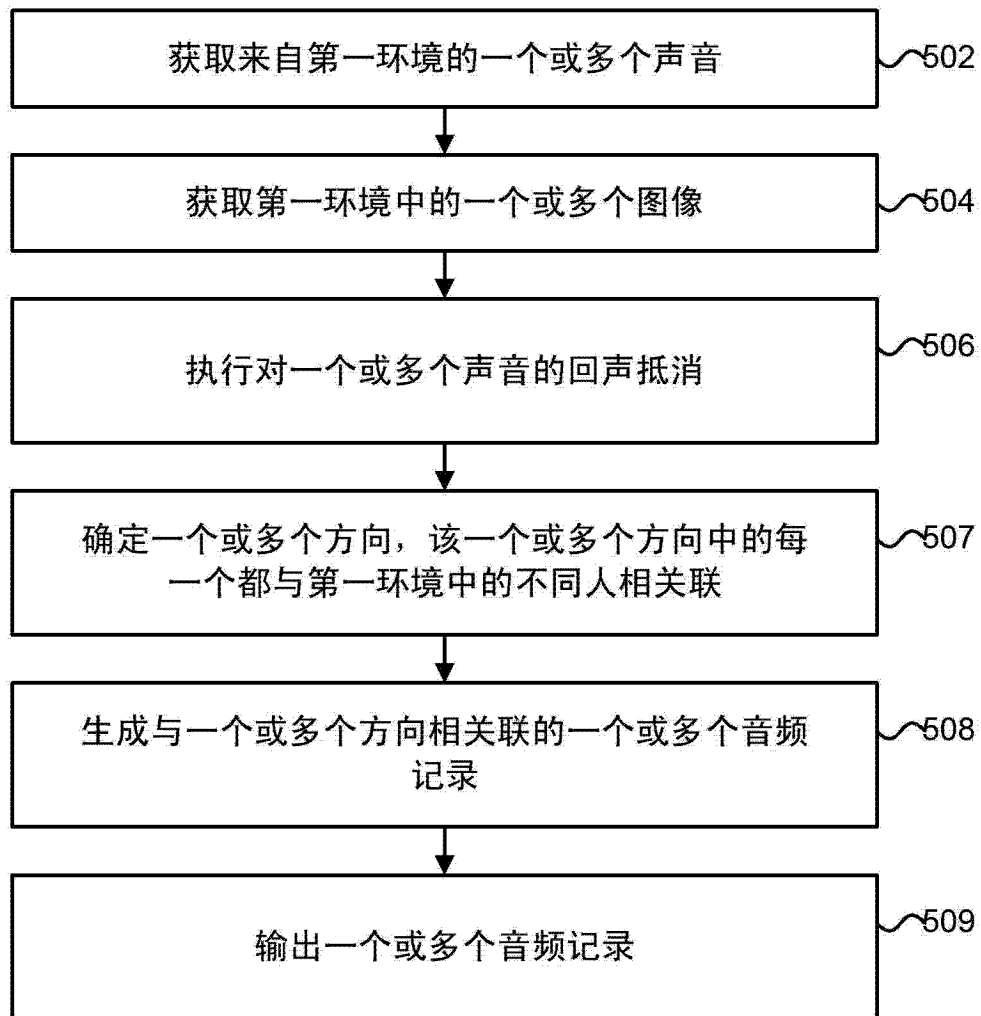 获取来自第一环境的一个或多个声音
502
获取第一环境中的一个或多个图像
504
执行对一个或多个声音的回声抵消
506
确定一个或多个方向，该一个或多个方向中的每
一个都与第一环境中的不同人相关联
507
生成与一个或多个方向相关联的一个或多个音频
记录
508
输出一个或多个音频记录
509